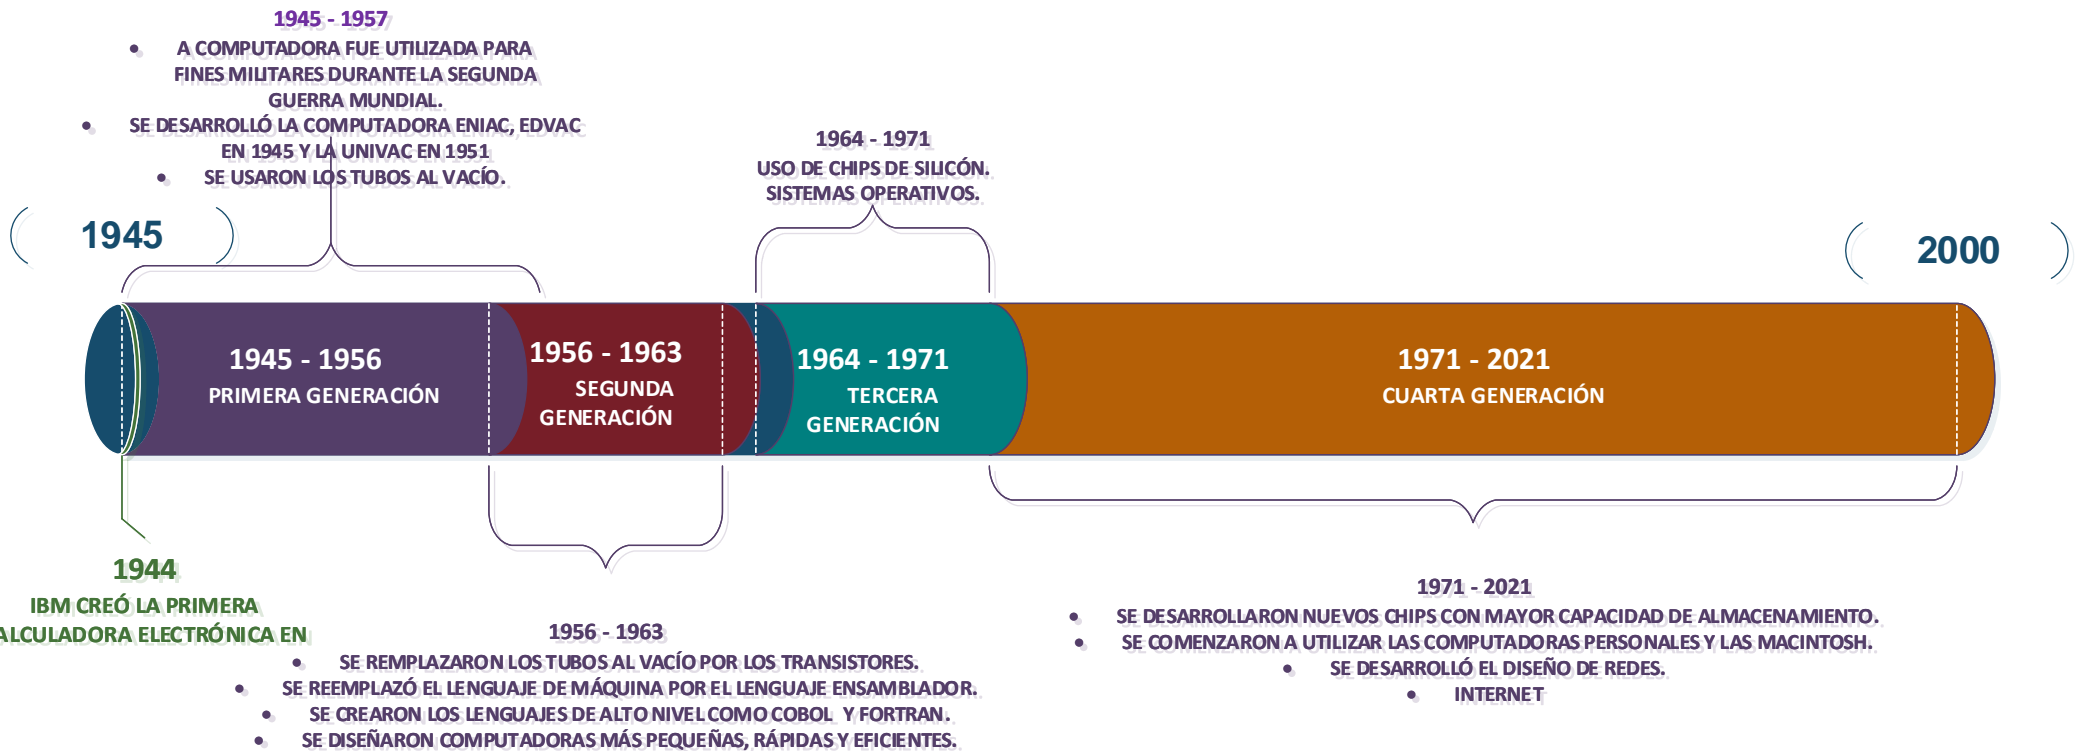 1945 - 1957
• A COMPUTADORA FUE UTILIZADA PARA
FINES MILITARES DURANTE LA SEGUNDA
GUERRA MUNDIAL.
• SE DESARROLLÓ LA COMPUTADORA ENIAC, EDVAC
EN 1945 Y LA UNIVAC EN 1951
• SE USARON LOS TUBOS AL VACÍO.
1964 - 1971
USO DE CHIPS DE SILICÓN.
SISTEMAS OPERATIVOS.
1945
2000
1945 - 1956
PRIMERA GENERACIÓN
1956 - 1963
SEGUNDA
GENERACIÓN
1964 - 1971
TERCERA
GENERACIÓN
1971 - 2021
CUARTA GENERACIÓN
1944
IBM CREÓ LA PRIMERA
ALCULADORA ELECTRÓNICA EN
1956 - 1963
• SE REMPLAZARON LOS TUBOS AL VACÍO POR LOS TRANSISTORES.
• SE REEMPLAZÓ EL LENGUAJE DE MÁQUINA POR EL LENGUAJE ENSAMBLADOR.
• SE CREARON LOS LENGUAJES DE ALTO NIVEL COMO COBOL Y FORTRAN.
• SE DISEÑARON COMPUTADORAS MÁS PEQUEÑAS, RÁPIDAS Y EFICIENTES.
1971 - 2021
• SE DESARROLLARON NUEVOS CHIPS CON MAYOR CAPACIDAD DE ALMACENAMIENTO.
• SE COMENZARON A UTILIZAR LAS COMPUTADORAS PERSONALES Y LAS MACINTOSH.
• SE DESARROLLÓ EL DISEÑO DE REDES.
• INTERNET